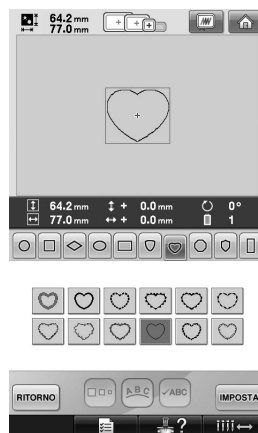 64.2 mm
77.0 mm
64.2 mm + 0.0 mm 0°
77.0 mm + 0.0 mm 1
ABC ABC
RITORNO IMPOSTA
?